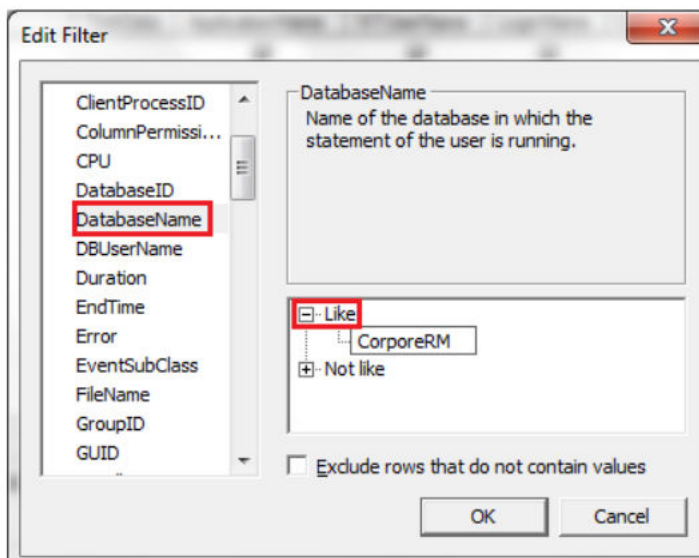 Edit Filter
ClientProcessID
ColumnPermissi...
CPU
DatabaseID
DatabaseName
DBUserName
Duration
EndTime
Error
EventSubClass
FileName
GroupID
GUID
DatabaseName
Name of the database in which the
statement of the user is running.
Like
CorporeRM
Not like
Exclude rows that do not contain values
OK
Cancel